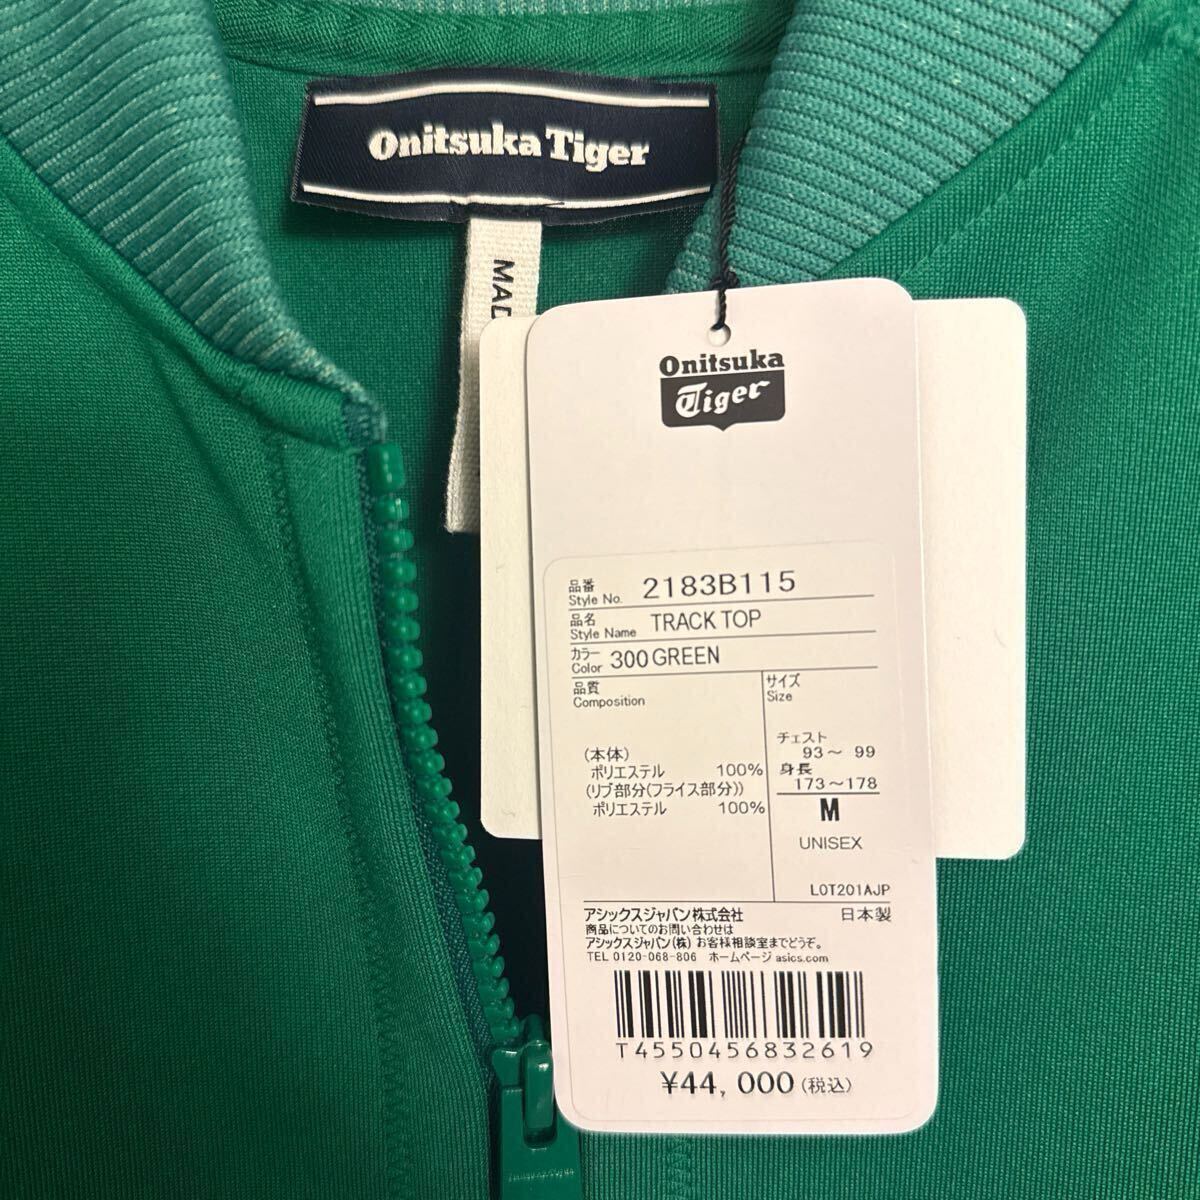 Onitsuka Tiger
MAD
Onitsuka
Tiger
品番
Style No. 2183B115
品名
Style Name TRACK TOP
カラー
Color 300 GREEN
品質
Composition
サイズ
Size
(本体)
ポリエステル 100%
(リブ部分(フライス部分))
ポリエステル 100%
チェスト
93～ 99
身長
173～178
M
UNISEX
LOT201AJP
アシックスジャパン株式会社 日本製
商品についてのお問い合わせは
アシックスジャパン(株) お客様相談室までどうぞ。
TEL 0120-068-806 ホームページ asics.com
T4550456832619
¥44,000(税込)